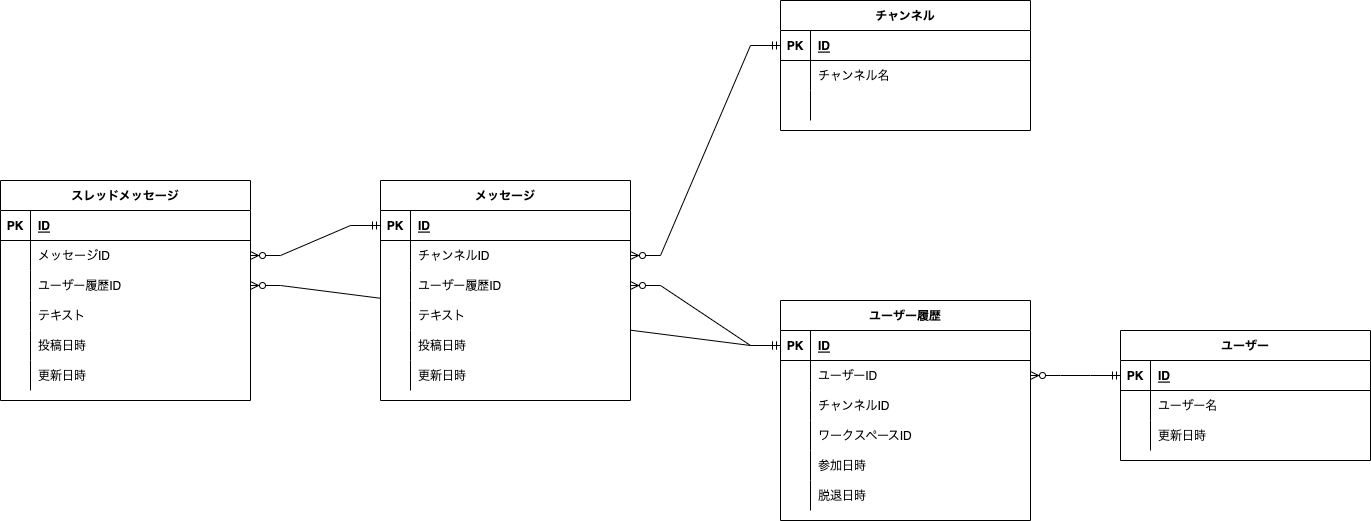 チャンネル
PK ID
チャンネル名
スレッドメッセージ
PK ID
メッセージID
ユーザー履歴ID
テキスト
投稿日時
更新日時
メッセージ
PK ID
チャンネルID
ユーザー履歴ID
テキスト
投稿日時
更新日時
ユーザー履歴
PK ID
ユーザーID
チャンネルID
ワークスペースID
参加日時
脱退日時
ユーザー
PK ID
ユーザー名
更新日時